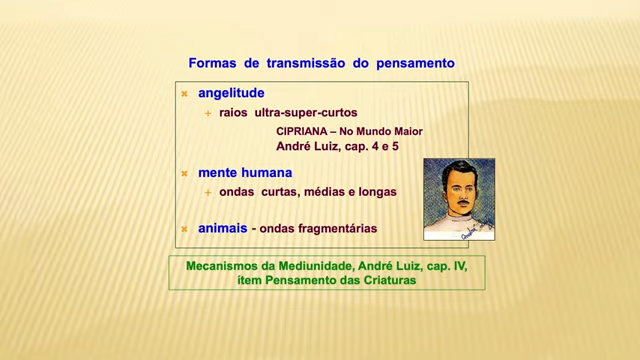 Formas de transmissão do pensamento
angelitude
raios ultra-super-curtos
CIPRIANA – No Mundo Maior
André Luiz, cap. 4 e 5
mente humana
ondas curtas, médias e longas
animais - ondas fragmentárias
Mecanismos da Mediunidade, André Luiz, cap. IV,
ítem Pensamento das Criaturas